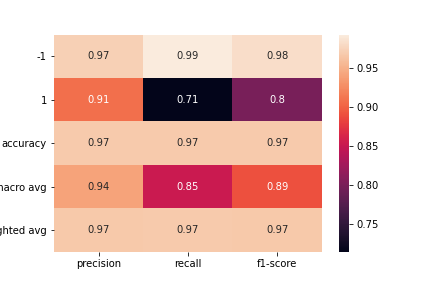 -1 0.97 0.99 0.98
1 0.91 0.71 0.8
accuracy 0.97 0.97 0.97
macro avg 0.94 0.85 0.89
ghted avg 0.97 0.97 0.97
precision recall f1-score
0.95
0.90
0.85
0.80
0.75